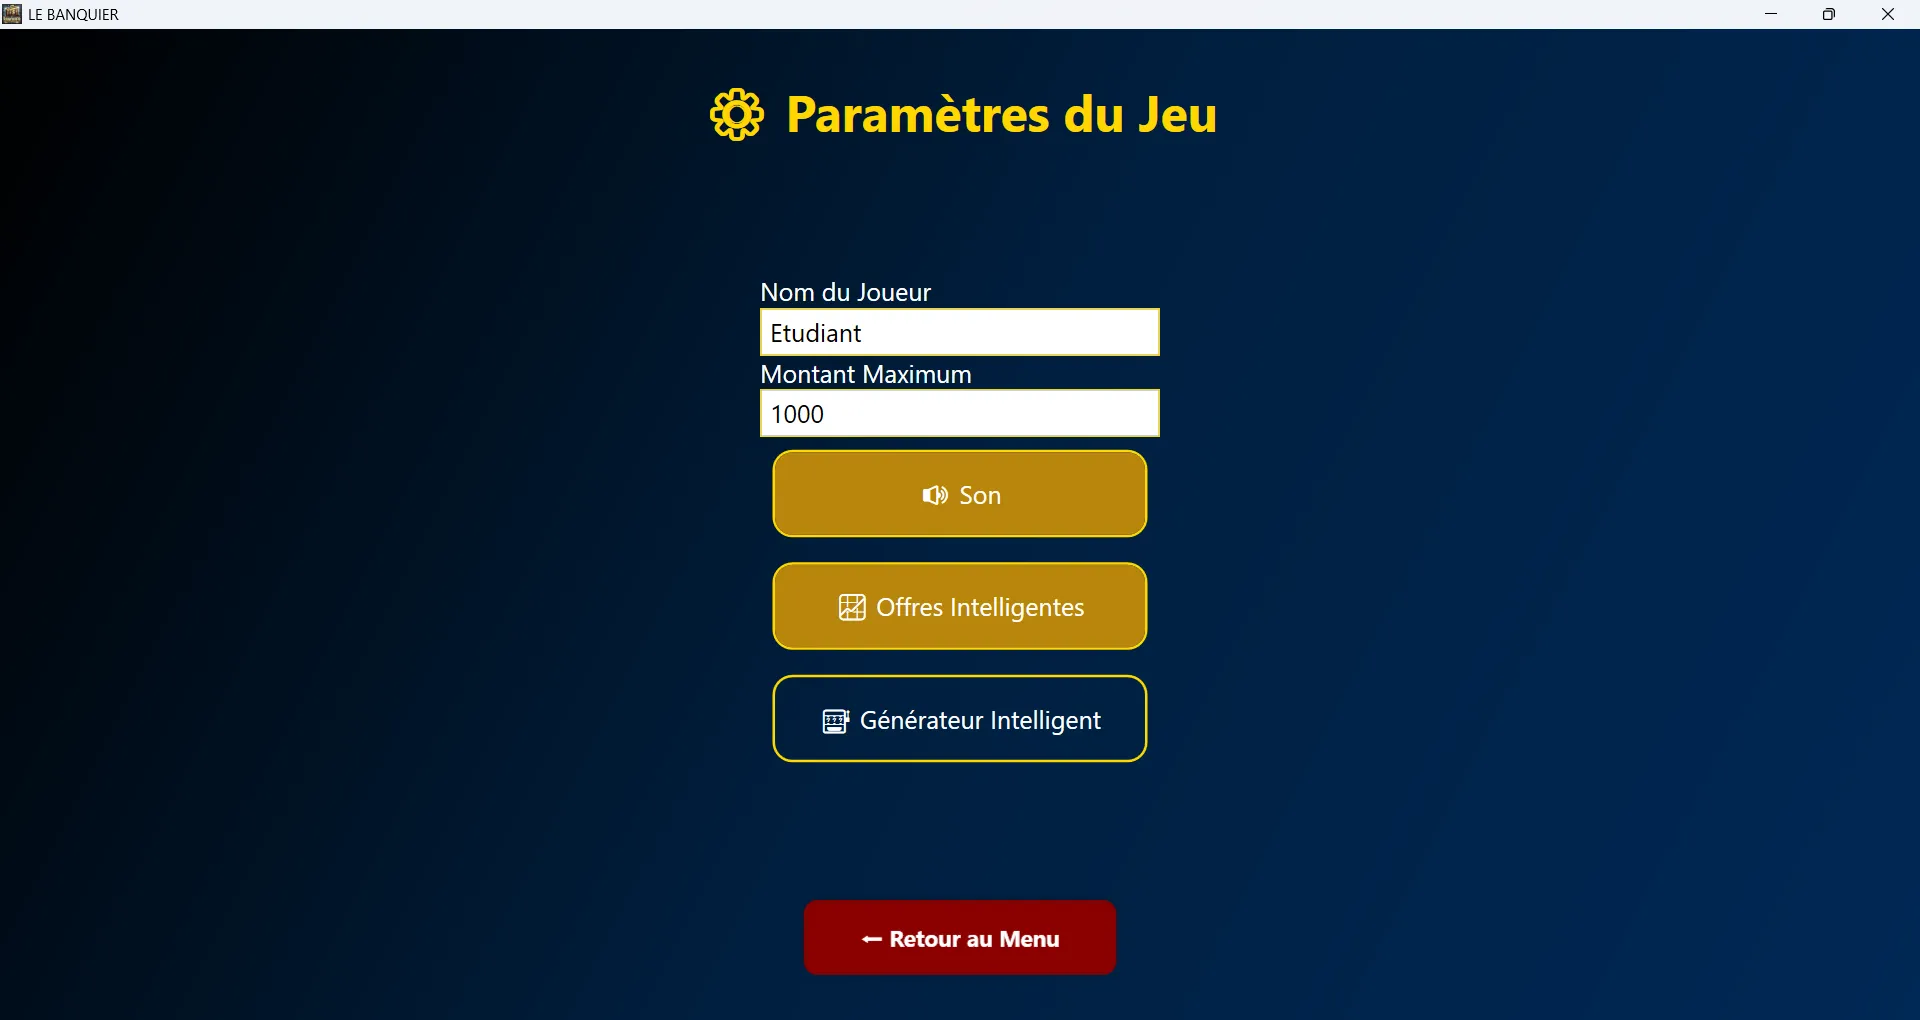 LE BANQUIER
Paramètres du Jeu
Nom du Joueur
Etudiant
Montant Maximum
1000
Son
Offres Intelligentes
Générateur Intelligent
← Retour au Menu